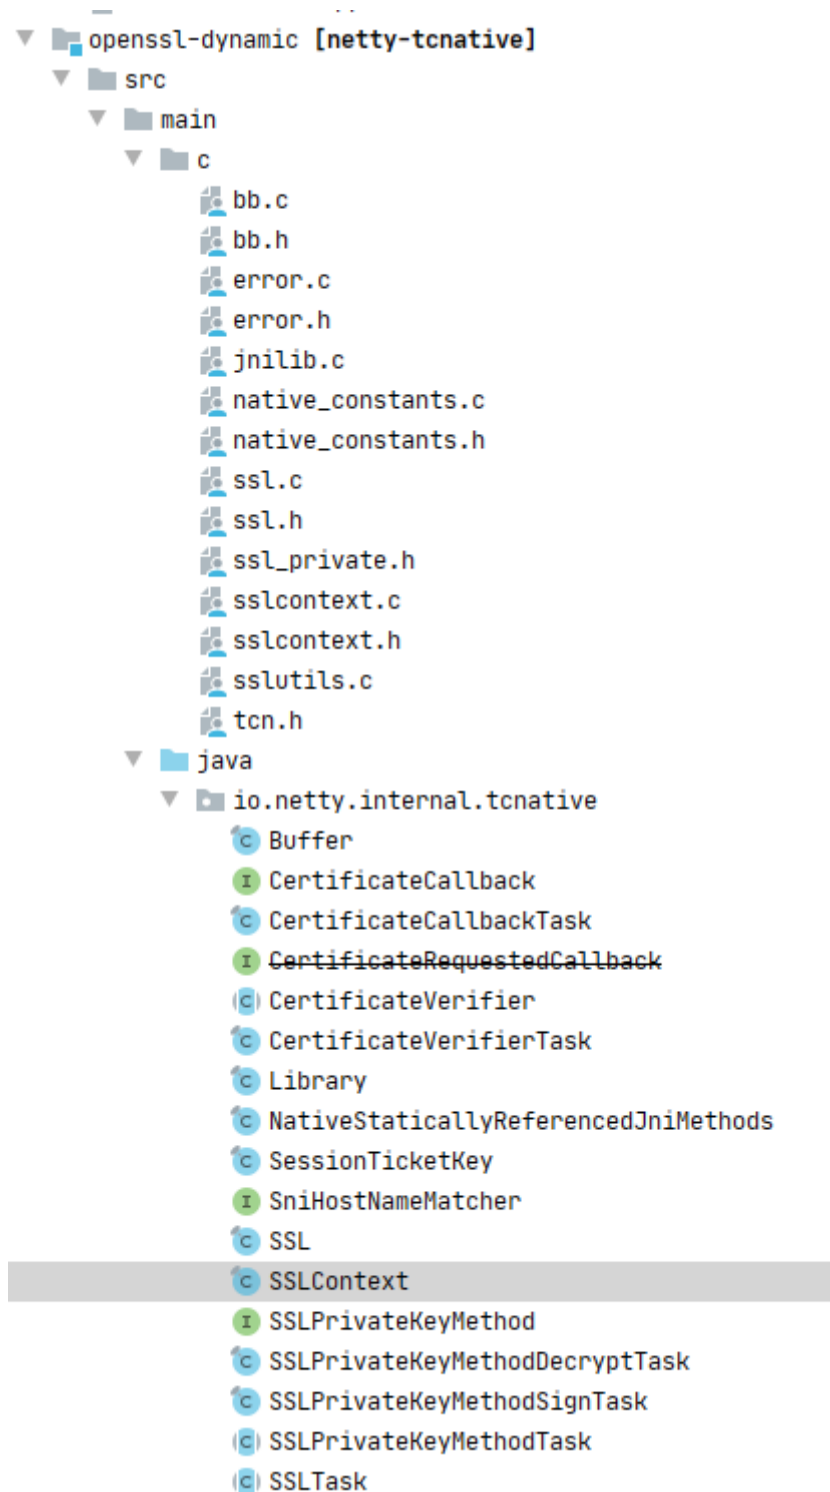 openssl-dynamic [netty-tcnative]
src
main
c
bb.c
bb.h
error.c
error.h
jnilib.c
native_constants.c
native_constants.h
ssl.c
ssl.h
ssl_private.h
sslcontext.c
sslcontext.h
sslutils.c
tcn.h
java
io.netty.internal.tcnative
C Buffer
I CertificateCallback
C CertificateCallbackTask
I CertificateRequestedCallback
C CertificateVerifier
C CertificateVerifierTask
C Library
C NativeStaticallyReferencedJniMethods
C SessionTicketKey
I SniHostNameMatcher
C SSL
C SSLContext
I SSLPrivateKeyMethod
C SSLPrivateKeyMethodDecryptTask
C SSLPrivateKeyMethodSignTask
C SSLPrivateKeyMethodTask
C SSLTask